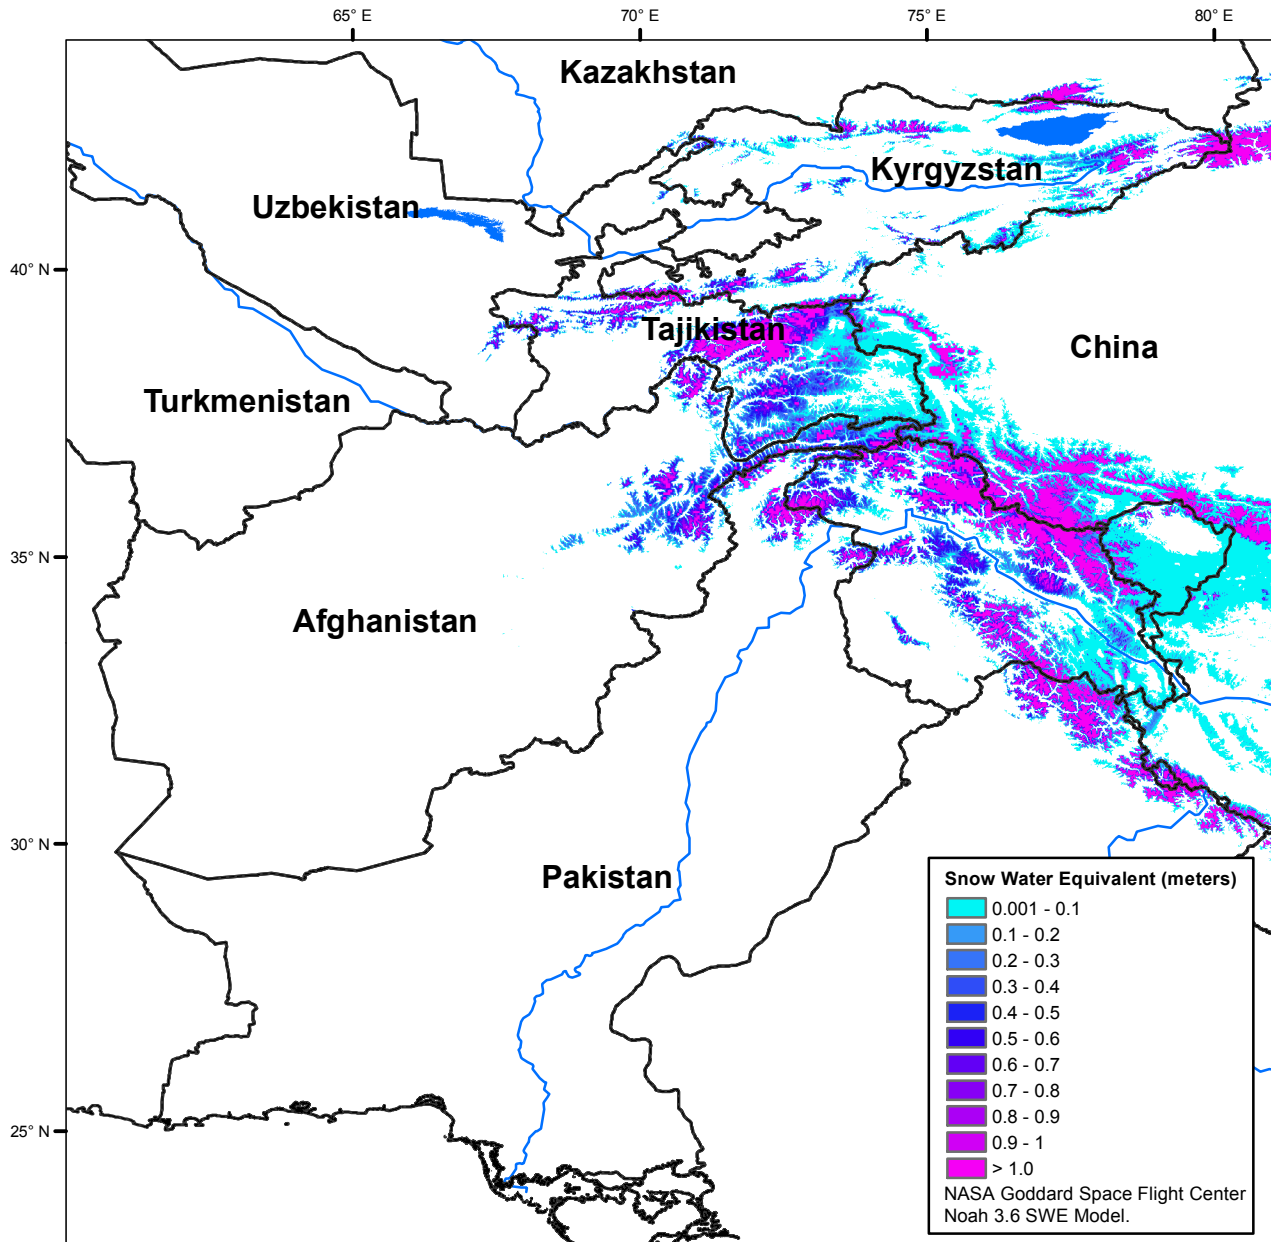 65° E
70° E
75° E
80° E
Kazakhstan
Kyrgyzstan
Uzbekistan
40° N
Tajikistan
China
Turkmenistan
35° N
Afghanistan
30° N
Pakistan
25° N
Snow Water Equivalent (meters)
0.001 - 0.1
0.1 - 0.2
0.2 - 0.3
0.3 - 0.4
0.4 - 0.5
0.5 - 0.6
0.6 - 0.7
0.7 - 0.8
0.8 - 0.9
0.9 - 1
> 1.0
NASA Goddard Space Flight Center
Noah 3.6 SWE Model.